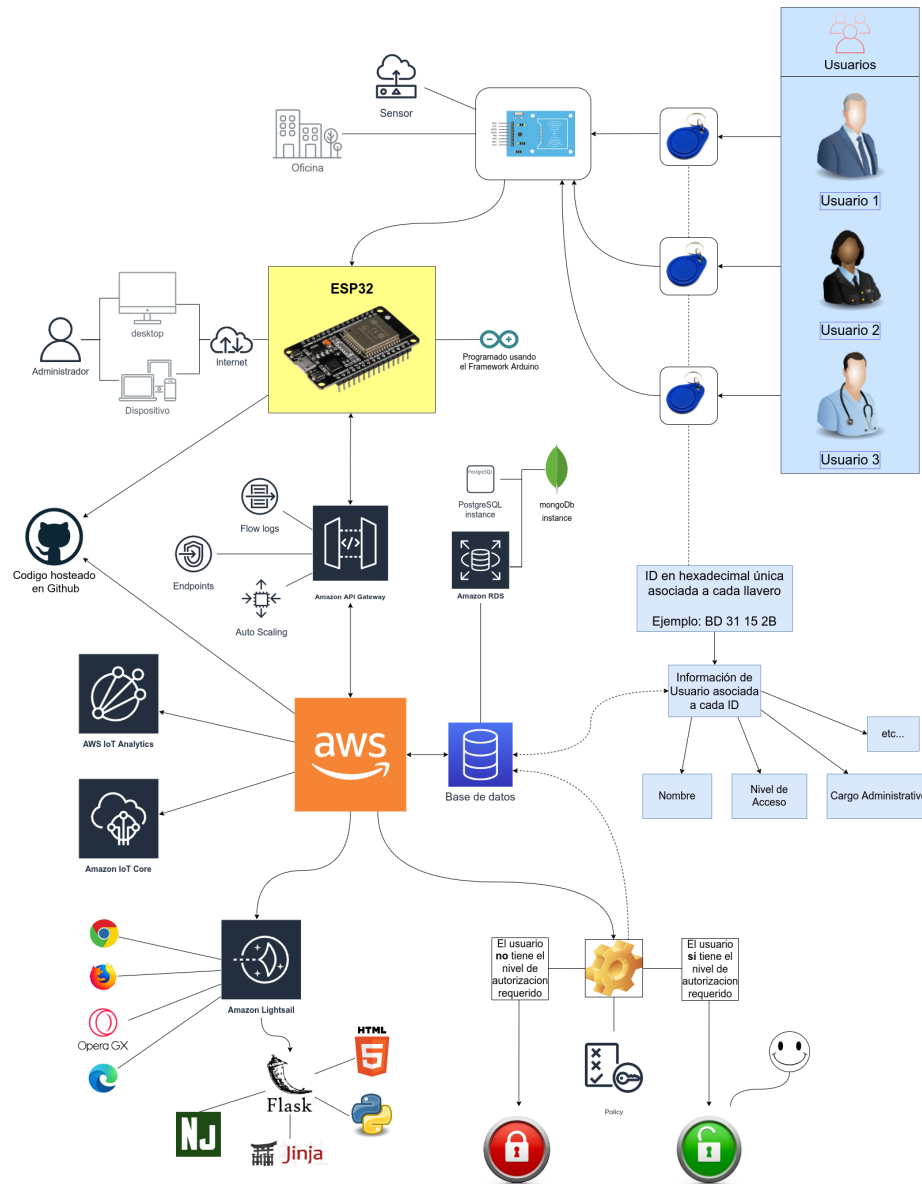 Usuarios
Usuario 1
Usuario 2
Usuario 3
Sensor
Oficina
ESP32
Administrador
desktop
Dispositivo
Internet
Programado usando
el Framework Arduino
Codigo hosteado
en Github
Flow logs
Endpoints
Auto Scaling
Amazon API Gateway
PostgreSQL
PostgreSQL
instance
mongoDb
instance
Amazon RDS
ID en hexadecimal única
asociada a cada llavero
Ejemplo: BD 31 15 2B
Información de
Usuario asociada
a cada ID
etc...
Nombre
Nivel de
Acceso
Cargo Administrativo
AWS IoT Analytics
Amazon IoT Core
aws
Base de datos
Amazon Lightsail
Opera GX
Flask
HTML
5
NJ
Jinja
El usuario
no tiene el
nivel de
autorizacion
requerido
El usuario
si tiene el
nivel de
autorizacion
requerido
Policy